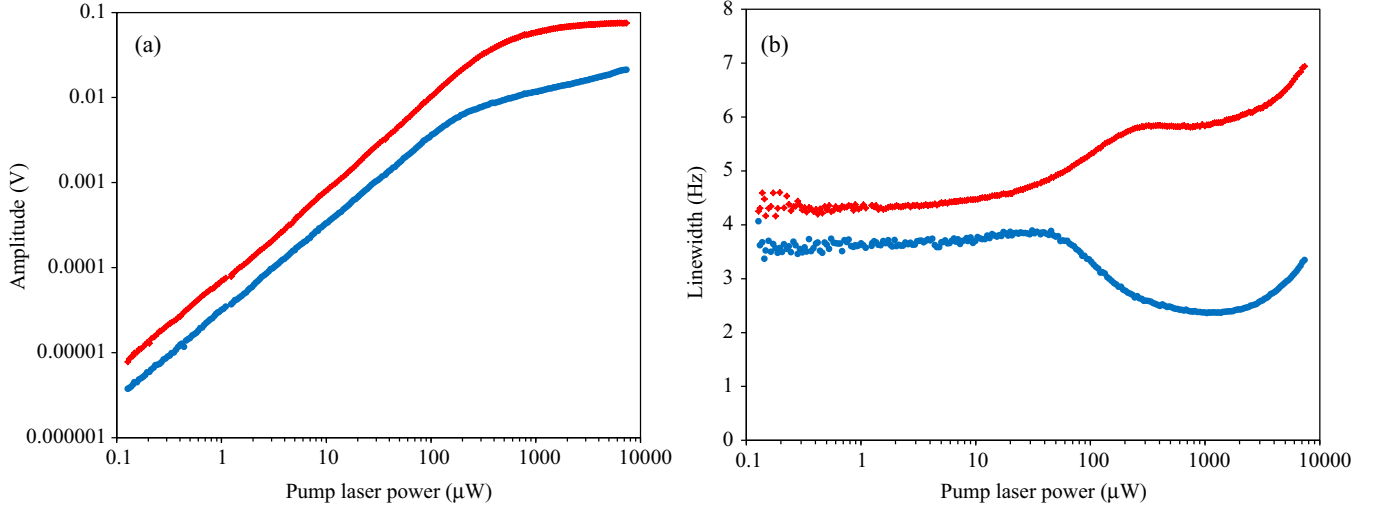 (a)
Amplitude (V)
0.1
0.01
0.001
0.0001
0.00001
0.000001
0.1 1 10 100 1000 10000
Pump laser power (μW)
(b)
Linewidth (Hz)
8
7
6
5
4
3
2
1
0
0.1 1 10 100 1000 10000
Pump laser power (μW)